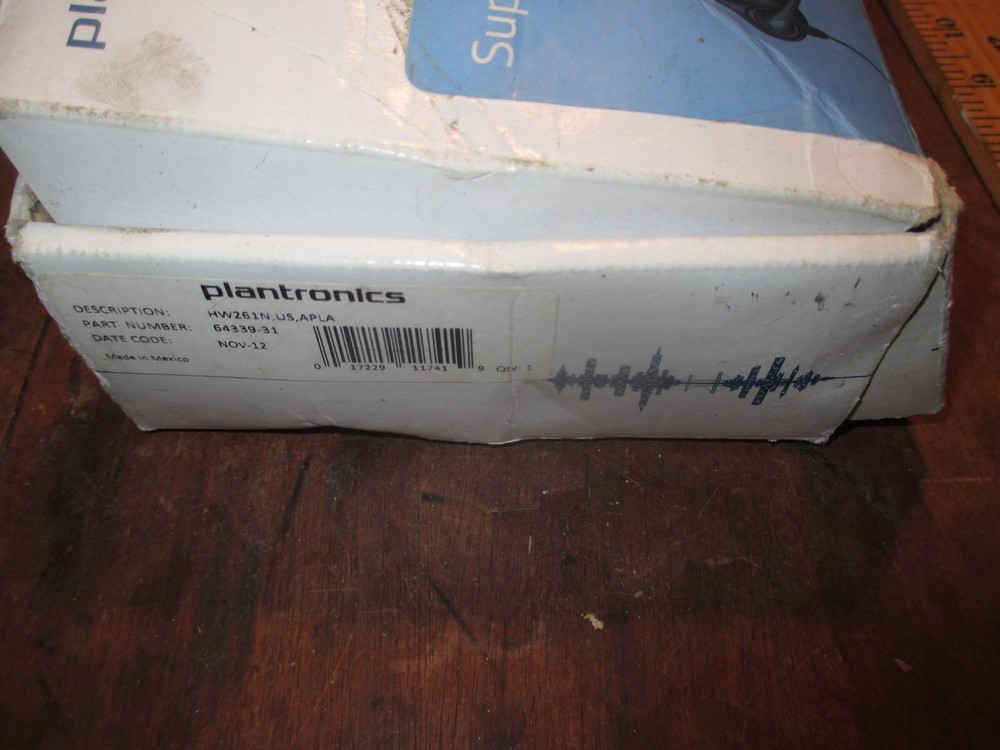 pl
Sup
plantronics
DESCRIPTION: HW261N,US,APLA
PART NUMBER: 64339-31
DATE CODE: NOV-12
Made in Mexico
0 17229 11741 9 Qty: 1